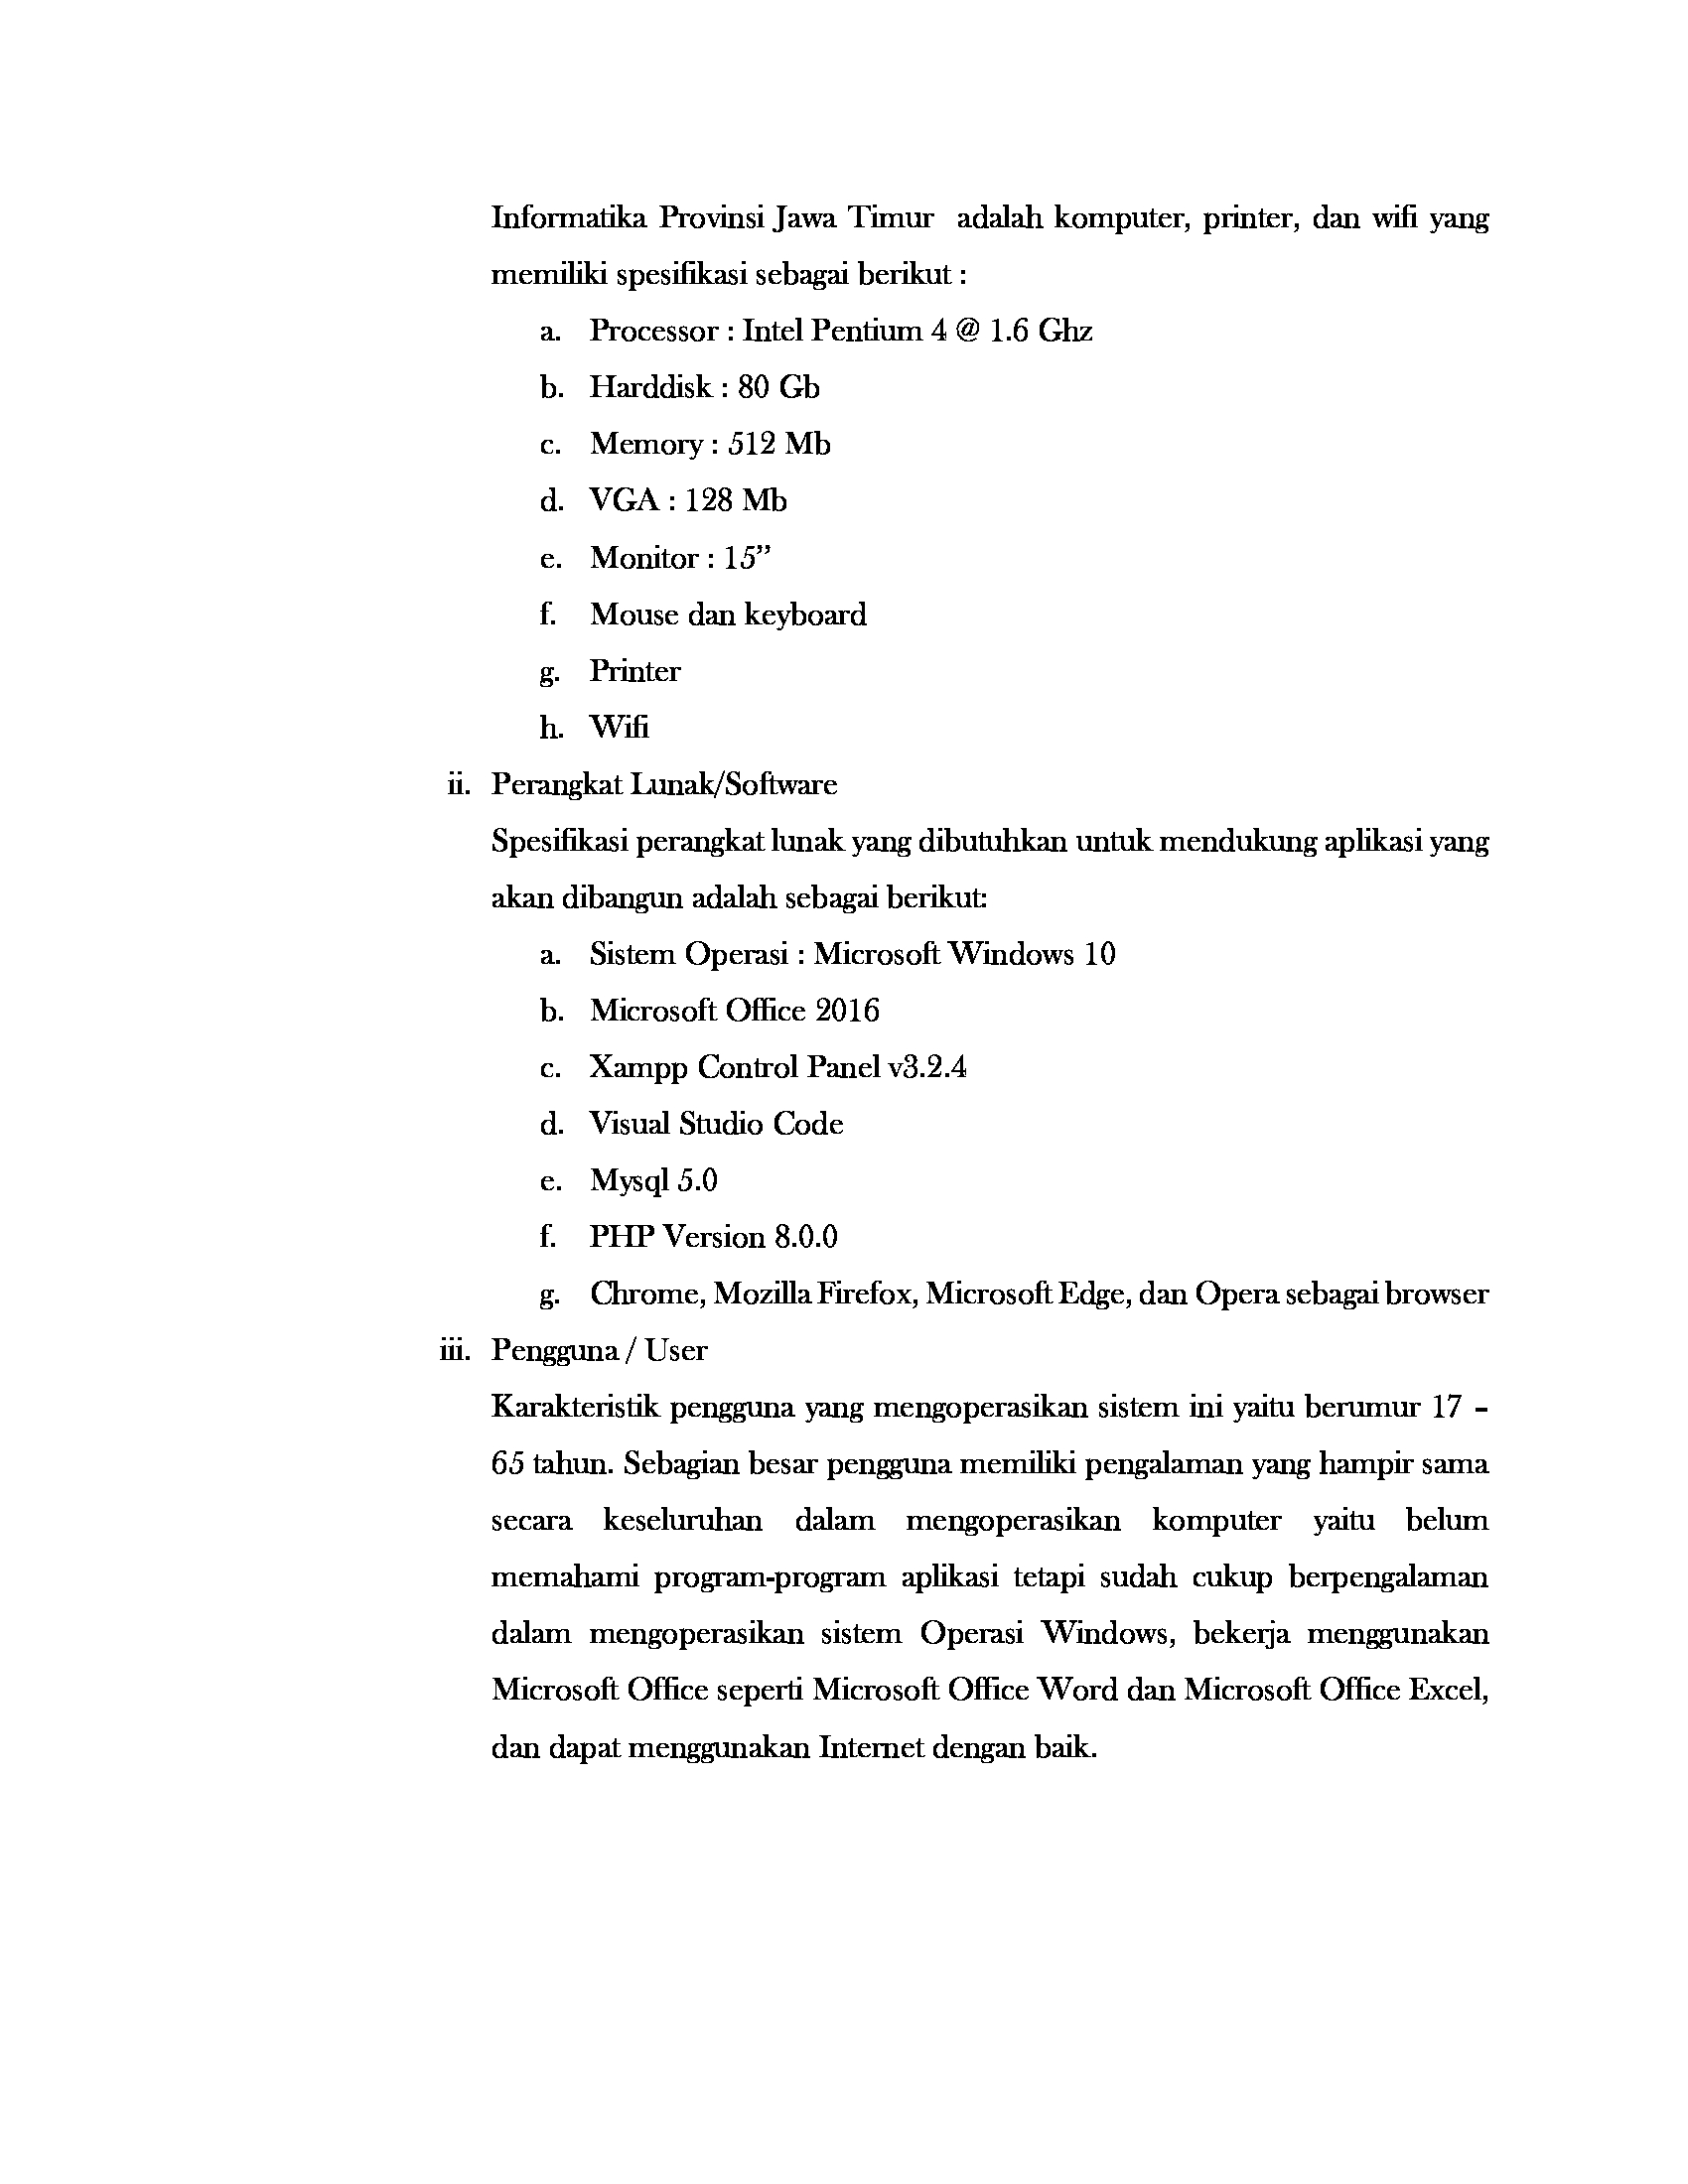 Informatika Provinsi Jawa Timur  adalah komputer, printer, dan wifi yang
memiliki spesifikasi sebagai berikut :
a. Processor : Intel Pentium 4 @ 1.6 Ghz
b. Harddisk : 80 Gb
c. Memory : 512 Mb
d. VGA : 128 Mb
e. Monitor : 15”
f. Mouse dan keyboard
g. Printer
h. Wifi
ii. Perangkat Lunak/Software
Spesifikasi perangkat lunak yang dibutuhkan untuk mendukung aplikasi yang
akan dibangun adalah sebagai berikut:
a. Sistem Operasi : Microsoft Windows 10
b. Microsoft Office 2016
c. Xampp Control Panel v3.2.4
d. Visual Studio Code
e. Mysql 5.0
f. PHP Version 8.0.0
g. Chrome, Mozilla Firefox, Microsoft Edge, dan Opera sebagai browser
iii. Pengguna / User
Karakteristik pengguna yang mengoperasikan sistem ini yaitu berumur 17 –
65 tahun. Sebagian besar pengguna memiliki pengalaman yang hampir sama
secara keseluruhan dalam mengoperasikan komputer yaitu belum
memahami program-program aplikasi tetapi sudah cukup berpengalaman
dalam mengoperasikan sistem Operasi Windows, bekerja menggunakan
Microsoft Office seperti Microsoft Office Word dan Microsoft Office Excel,
dan dapat menggunakan Internet dengan baik.